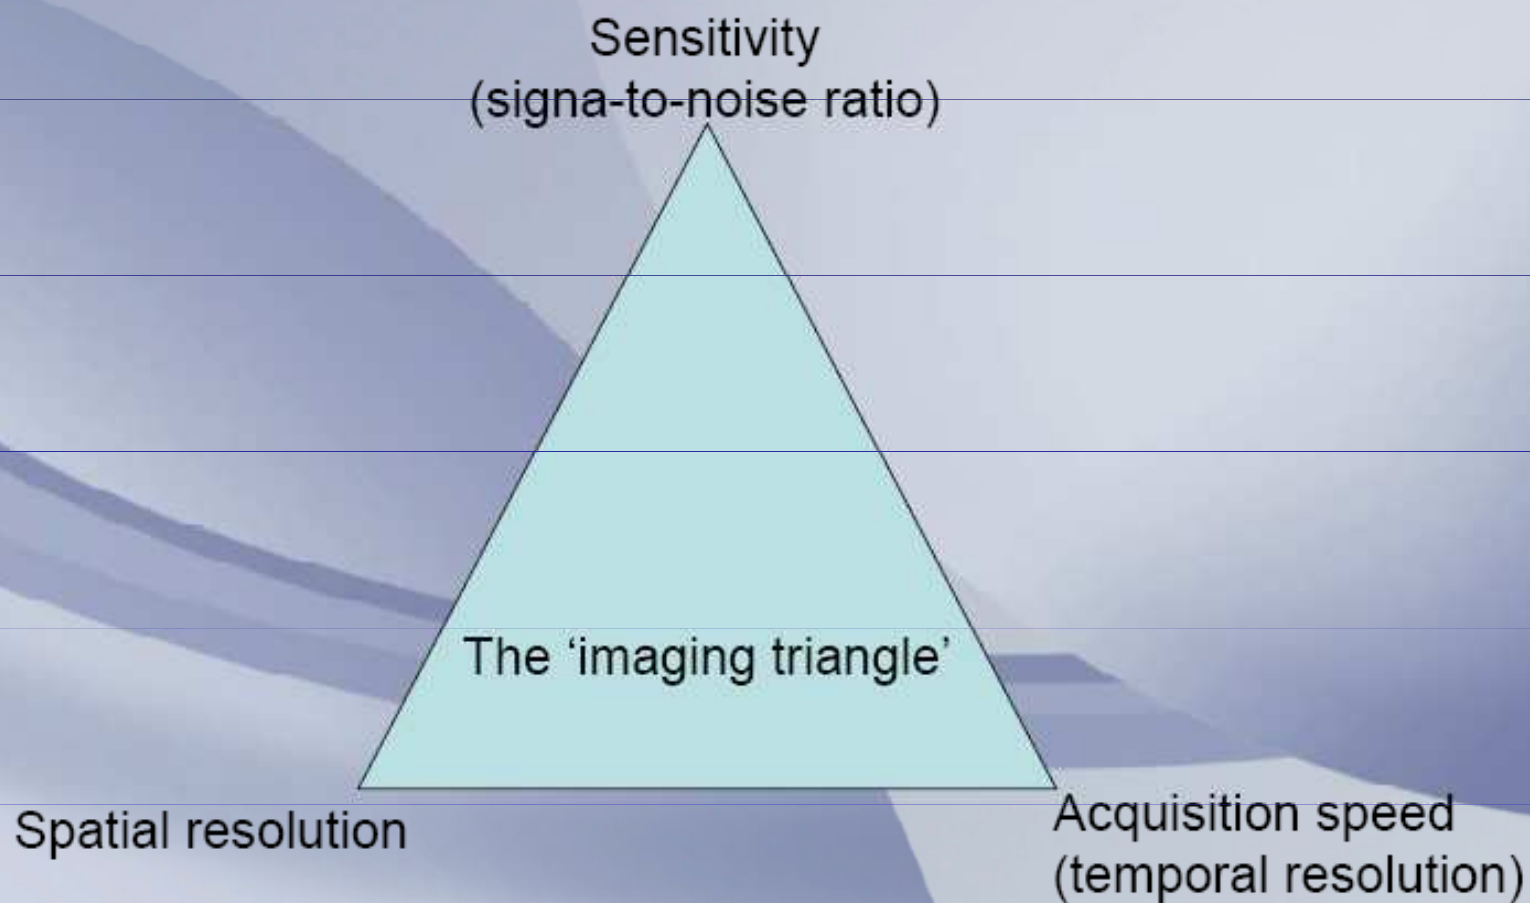 Sensitivity
(signa-to-noise ratio)
The ‘imaging triangle’
Spatial resolution
Acquisition speed
(temporal resolution)